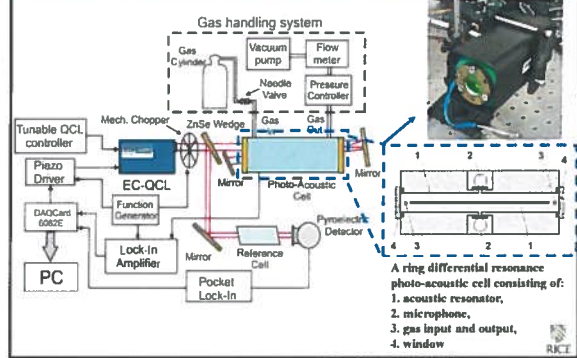 Gas handling system
Gas
Cylinder
Vacuum
pump
Flow
meter
Needle
Valve
Pressure
Controller
Mech. Chopper
ZnSe Wedge
Gas
Gas
Out
Tunable QCL
controller
Piezo
Driver
EC-QCL
Mirror
Mirror
Photo-Acoustic
Cell
Function
Generator
DAQCard
6062E
Lock-In
Amplifier
Mirror
Reference
Cell
Pyroelectric
Detector
PC
Pocket
Lock-In
1 2 3 4
4 3 2 1
A ring differential resonance
photo-acoustic cell consisting of:
1. acoustic resonator,
2. microphone,
3. gas input and output,
4. window
RICE